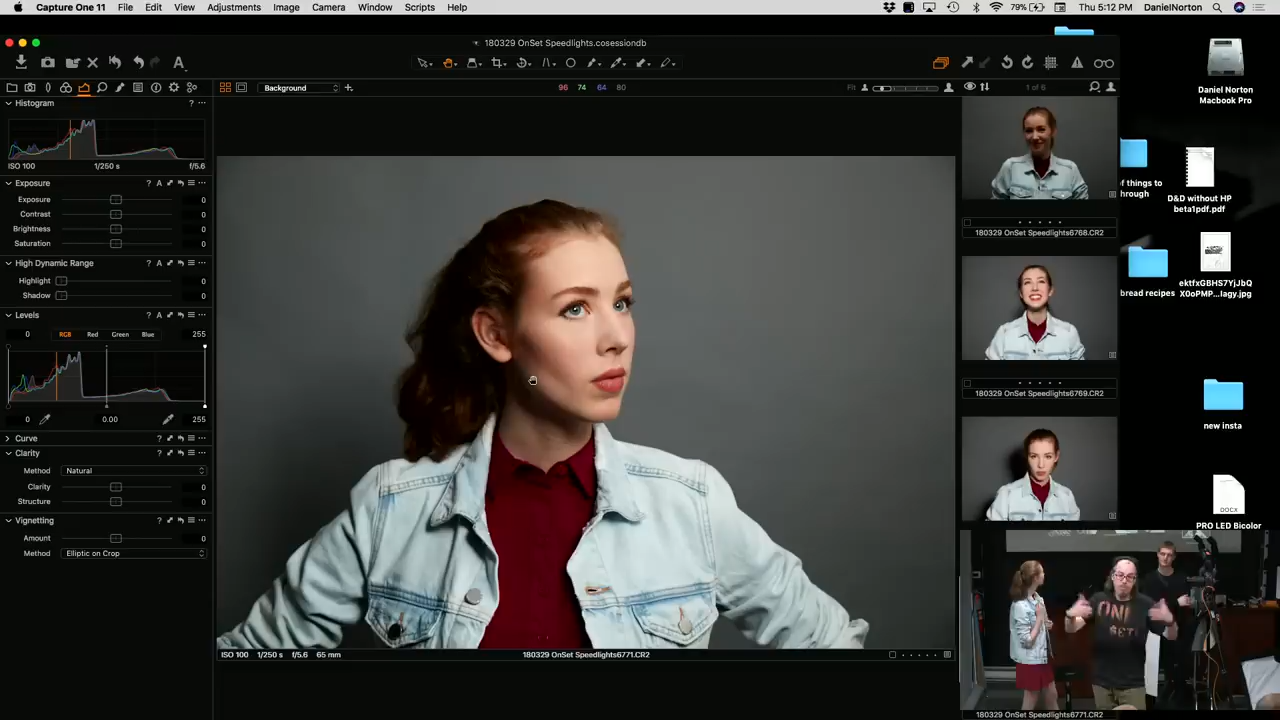 Capture One 11 File Edit View Adjustments Image Camera Window Scripts Help 79% Thu 5:12 PM DanielNorton
180329 OnSet Speedlights.cosessiondb
Background
96 74 64 80
Fit
1 of 6
Histogram
ISO 100 1/250 s f/5.6
Exposure
Exposure 0
Contrast 0
Brightness 0
Saturation 0
High Dynamic Range
Highlight 0
Shadow 0
Levels
0 RGB Red Green Blue 255
0 0.00 255
Curve
Clarity
Method Natural
Clarity 0
Structure 0
Vignetting
Amount 0
Method Elliptic on Crop
ISO 100 1/250 s f/5.6 65 mm
180329 OnSet Speedlights6771.CR2
180329 OnSet Speedlights6768.CR2
180329 OnSet Speedlights6769.CR2
180329 OnSet Speedlights6771.CR2
Daniel Norton
Macbook Pro
of things to
through
D&D without HP
beta1pdf.pdf
bread recipes
ektfxGBHS7YjJbQ
X0oPMP...lagy.jpg
new insta
DOCX
PRO LED Bicolor